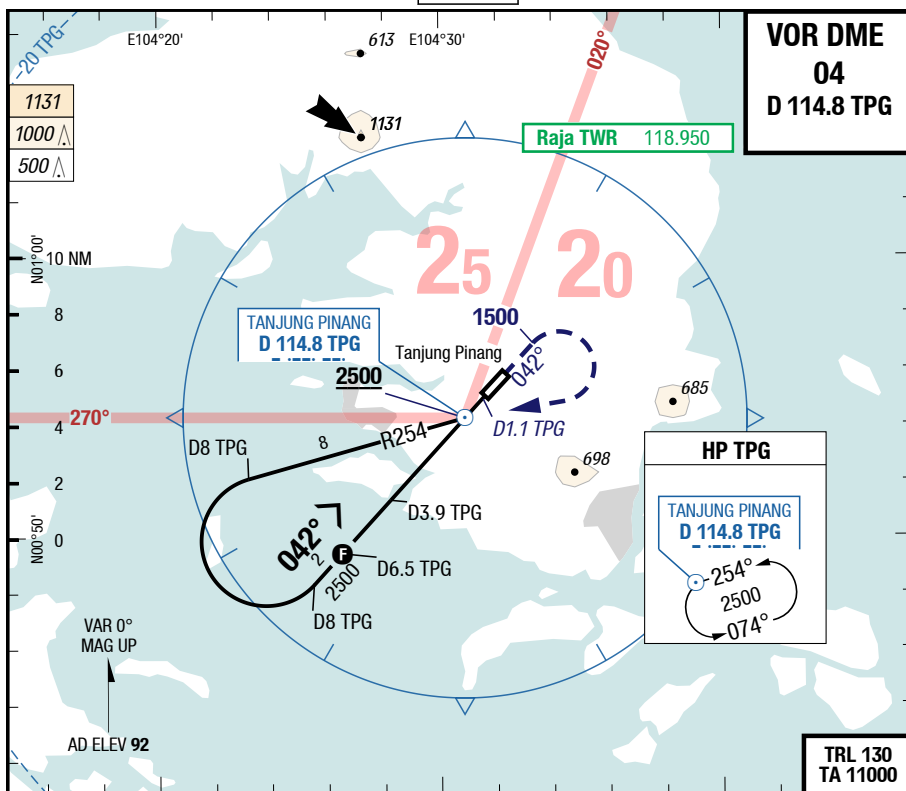 E104°20'
613
E104°30'
020°
VOR DME
04
D 114.8 TPG
20 TPG
1131
1000
500
1131
Raja TWR 118.950
N01°00'
10 NM
25
20
8
TANJUNG PINANG
D 114.8 TPG
1500
Tanjung Pinang
042°
6
2500
685
270°
4
D1.1 TPG
8
R254
D8 TPG
HP TPG
698
2
D3.9 TPG
TANJUNG PINANG
D 114.8 TPG
N00°50'
0
042°
F
D6.5 TPG
2
2500
254°
2500
074°
D8 TPG
VAR 0°
MAG UP
AD ELEV 92
TRL 130
TA 11000